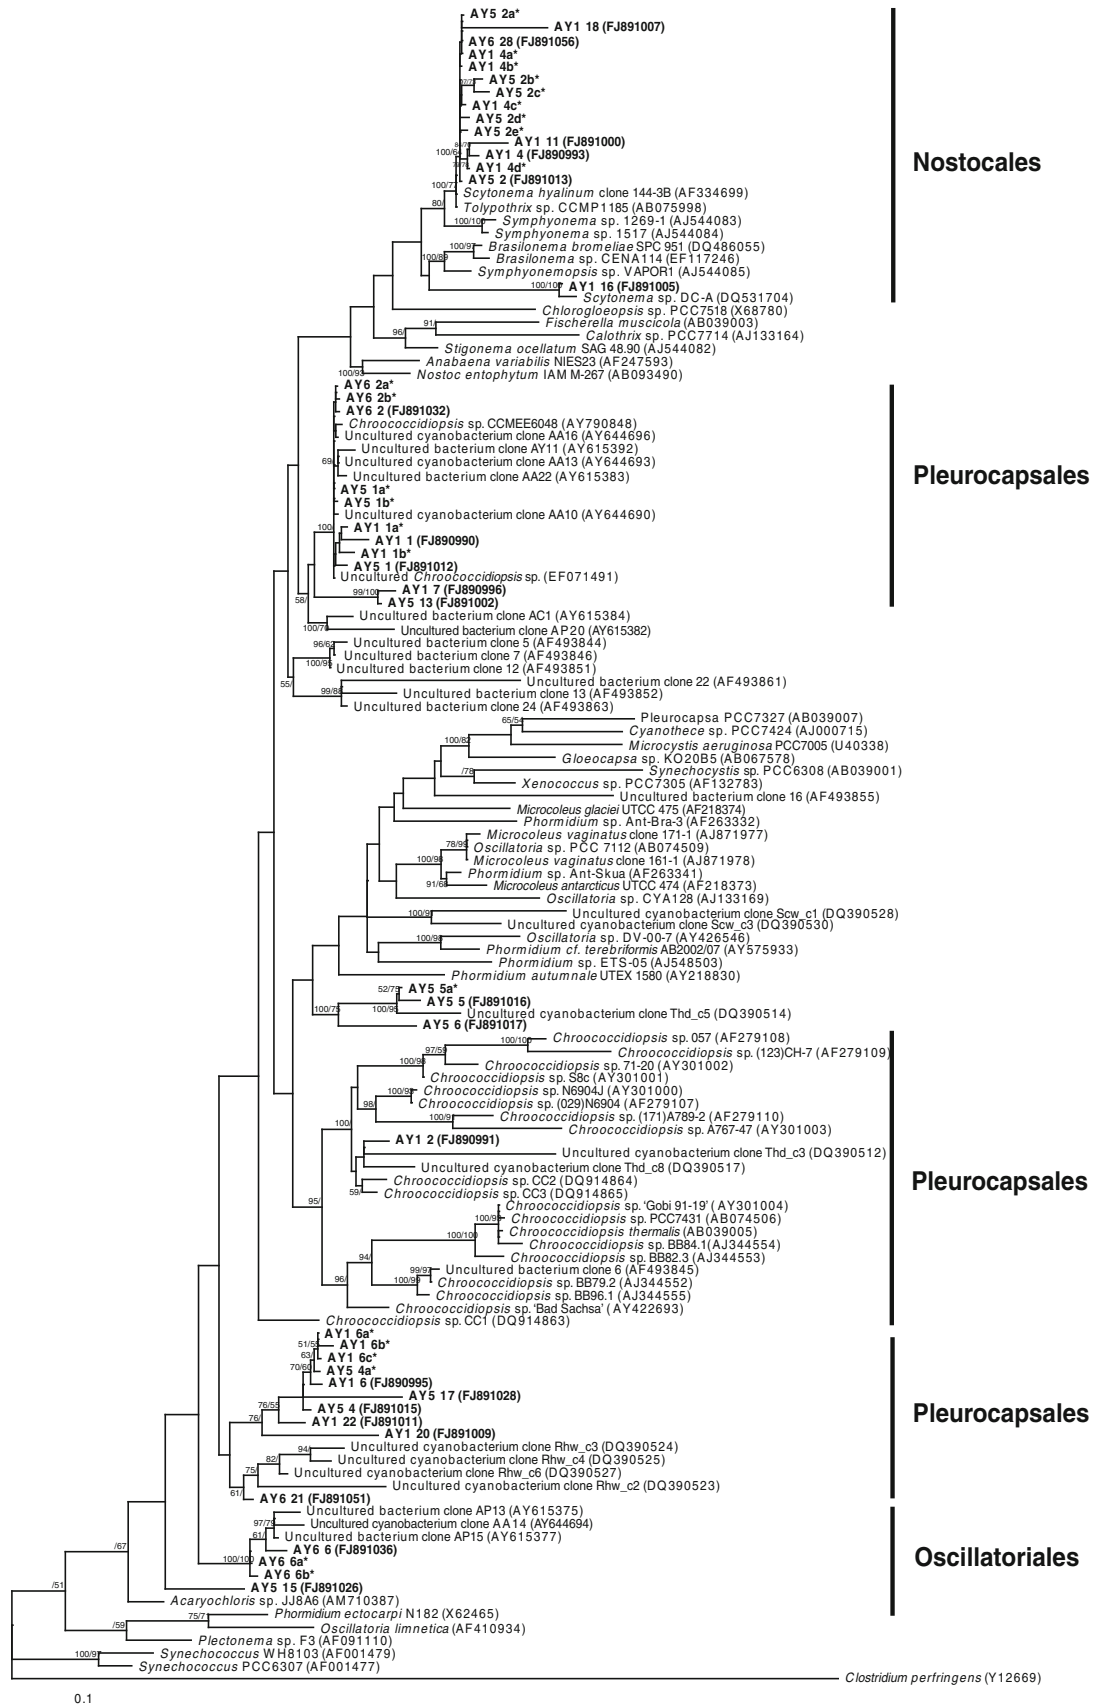 AY5 2a*
AY1 18 (FJ891007)
AY6 28 (FJ891056)
AY1 4a*
AY1 4b*
AY5 2b*
AY5 2c*
AY1 4c*
AY5 2d*
AY5 2e*
AY1 11 (FJ891000)
100/64
AY1 4 (FJ890993)
AY1 4d*
Nostocales
AY5 2 (FJ891013)
100/77
Scytonema hyalinum clone 144-3B (AF334699)
80/
Tolypothrix sp. CCMP1185 (AB075998)
100/100
Symphyonema sp. 1269-1 (AJ544083)
Symphyonema sp. 1517 (AJ544084)
100/97
Brasilonema bromeliae SPC 951 (DQ486055)
100/89
Brasilonema sp. CENA114 (EF117246)
Symphyonemopsis sp. VAPOR1 (AJ544085)
100/100
AY1 16 (FJ891005)
Scytonema sp. DC-A (DQ531704)
Chlorogloeopsis sp. PCC7518 (X68780)
91/
Fischerella muscicola (AB039003)
96/
Calothrix sp. PCC7714 (AJ133164)
Stigonema ocellatum SAG 48.90 (AJ544082)
Anabaena variabilis NIES23 (AF247593)
100/93
Nostoc entophytum IAM M-267 (AB093490)
AY6 2a*
AY6 2b*
AY6 2 (FJ891032)
Chroococcidiopsis sp. CCMEE6048 (AY790848)
Uncultured cyanobacterium clone AA16 (AY644696)
Uncultured bacterium clone AY11 (AY615392)
69/
Uncultured cyanobacterium clone AA13 (AY644693)
Uncultured bacterium clone AA22 (AY615383)
Pleurocapsales
AY5 1a*
AY5 1b*
Uncultured cyanobacterium clone AA10 (AY644690)
100/
AY1 1a*
AY1 1 (FJ890990)
AY1 1b*
AY5 1 (FJ891012)
Uncultured Chroococcidiopsis sp. (EF071491)
99/100
AY1 7 (FJ890996)
58/
AY5 13 (FJ891002)
Uncultured bacterium clone AC1 (AY615384)
100/70
Uncultured bacterium clone AP20 (AY615382)
96/62
Uncultured bacterium clone 5 (AF493844)
Uncultured bacterium clone 7 (AF493846)
100/95
Uncultured bacterium clone 12 (AF493851)
55/
Uncultured bacterium clone 22 (AF493861)
99/88
Uncultured bacterium clone 13 (AF493852)
Uncultured bacterium clone 24 (AF493863)
65/54
Pleurocapsa PCC7327 (AB039007)
Cyanothece sp. PCC7424 (AJ000715)
100/82
Microcystis aeruginosa PCC7005 (U40338)
Gloeocapsa sp. KO20B5 (AB067578)
/78
Synechocystis sp. PCC6308 (AB039001)
Xenococcus sp. PCC7305 (AF132783)
Uncultured bacterium clone 16 (AF493855)
Microcoleus glaciei UTCC 475 (AF218374)
Phormidium sp. Ant-Bra-3 (AF263332)
Microcoleus vaginatus clone 171-1 (AJ871977)
78/99
Oscillatoria sp. PCC 7112 (AB074509)
100/98
Microcoleus vaginatus clone 161-1 (AJ871978)
Phormidium sp. Ant-Skua (AF263341)
91/68
Microcoleus antarcticus UTCC 474 (AF218373)
Oscillatoria sp. CYA128 (AJ133169)
Uncultured cyanobacterium clone Scw_c1 (DQ390528)
Uncultured cyanobacterium clone Scw_c3 (DQ390530)
100/98
Oscillatoria sp. DV-00-7 (AY426546)
Phormidium cf. terebriformis AB2002/07 (AY575933)
Phormidium sp. ETS-05 (AJ548503)
Phormidium autumnale UTEX 1580 (AY218830)
52/75
AY5 5a*
AY5 5 (FJ891016)
100/75
100/95
Uncultured cyanobacterium clone Thd_c5 (DQ390514)
AY5 6 (FJ891017)
100/100
Chroococcidiopsis sp. 057 (AF279108)
97/59
Chroococcidiopsis sp. (123)CH-7 (AF279109)
100/98
Chroococcidiopsis sp. 71-20 (AY301002)
Chroococcidiopsis sp. S8c (AY301001)
100/93
Chroococcidiopsis sp. N6904J (AY301000)
98/
Chroococcidiopsis sp. (029)N6904 (AF279107)
Chroococcidiopsis sp. (171)A789-2 (AF279110)
Chroococcidiopsis sp. A767-47 (AY301003)
100/
AY1 2 (FJ890991)
Uncultured cyanobacterium clone Thd_c3 (DQ390512)
Uncultured cyanobacterium clone Thd_c8 (DQ390517)
Pleurocapsales
Chroococcidiopsis sp. CC2 (DQ914864)
59/
Chroococcidiopsis sp. CC3 (DQ914865)
95/
Chroococcidiopsis sp. 'Gobi 91-19' (AY301004)
100/95
Chroococcidiopsis sp. PCC7431 (AB074506)
Chroococcidiopsis thermalis (AB039005)
100/100
Chroococcidiopsis sp. BB84.1 (AJ344554)
Chroococcidiopsis sp. BB82.3 (AJ344553)
94/
99/97
Uncultured bacterium clone 6 (AF493845)
96/
100/99
Chroococcidiopsis sp. BB79.2 (AJ344552)
Chroococcidiopsis sp. BB96.1 (AJ344555)
Chroococcidiopsis sp. 'Bad Sachsa' (AY422693)
Chroococcidiopsis sp. CC1 (DQ914863)
AY1 6a*
AY1 6b*
63/
AY1 6c*
70/60
AY5 4a*
AY1 6 (FJ890995)
AY5 17 (FJ891028)
76/55
AY5 4 (FJ891015)
Pleurocapsales
76/
AY1 22 (FJ891011)
AY1 20 (FJ891009)
94/
Uncultured cyanobacterium clone Rhw_c3 (DQ390524)
82/
Uncultured cyanobacterium clone Rhw_c4 (DQ390525)
75/
Uncultured cyanobacterium clone Rhw_c6 (DQ390527)
Uncultured cyanobacterium clone Rhw_c2 (DQ390523)
61/
AY6 21 (FJ891051)
Uncultured bacterium clone AP13 (AY615375)
97/79
Uncultured cyanobacterium clone AA14 (AY644694)
61/
Uncultured bacterium clone AP15 (AY615377)
/67
AY6 6 (FJ891036)
Oscillatoriales
100/100
AY6 6a*
AY6 6b*
/51
AY5 15 (FJ891026)
Acaryochloris sp. JJ8A6 (AM710387)
75/71
Phormidium ectocarpi N182 (X62465)
/59
Oscillatoria limnetica (AF410934)
Plectonema sp. F3 (AF091110)
100/97
Synechococcus WH8103 (AF001479)
Synechococcus PCC6307 (AF001477)
Clostridium perfringens (Y12669)
0.1